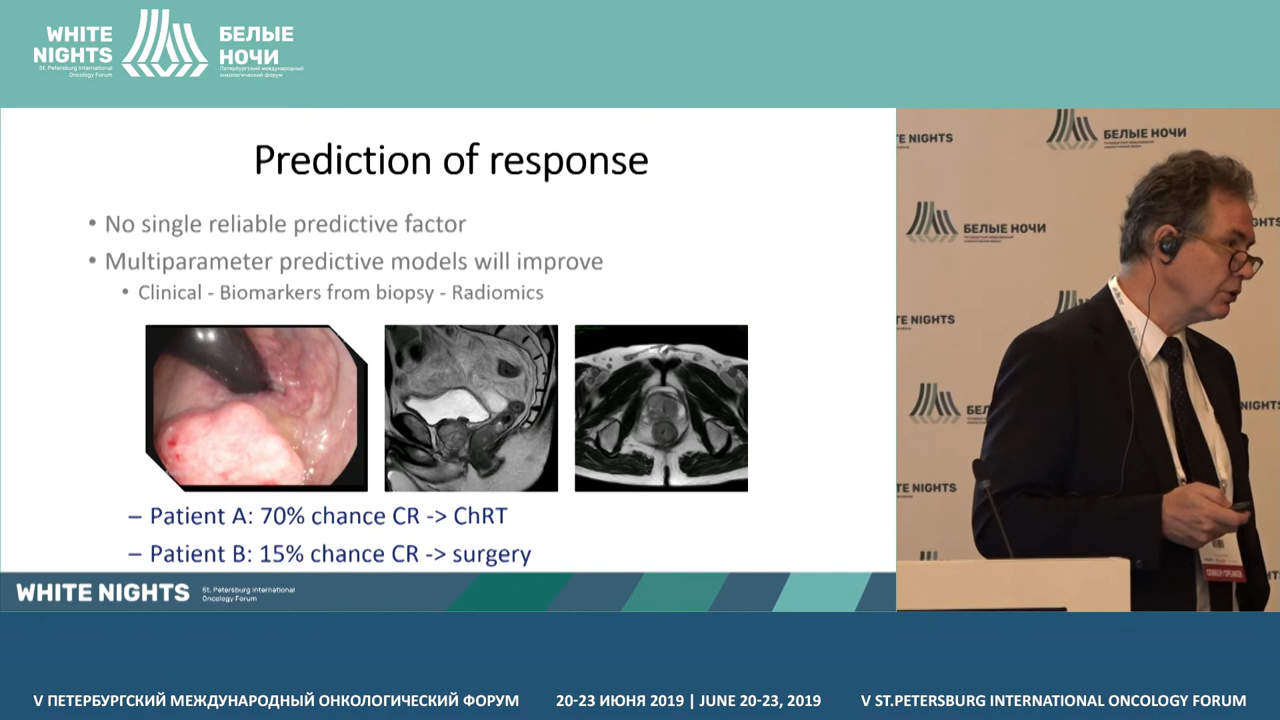 WHITE
NIGHTS
St. Petersburg International
Oncology Forum
БЕЛЫЕ
НОЧИ
Петербургский международный
онкологический форум
Prediction of response
• No single reliable predictive factor
• Multiparameter predictive models will improve
• Clinical - Biomarkers from biopsy - Radiomics
– Patient A: 70% chance CR -> ChRT
– Patient B: 15% chance CR -> surgery
WHITE NIGHTS
St. Petersburg International
Oncology Forum
TE NIGHTS
БЕЛЫЕ НОЧИ
БЕЛЫЕ НОЧИ
GHTS
TE NIGHTS
БЕЛ
NIGHTS
TE NIGHTS
V ПЕТЕРБУРГСКИЙ МЕЖДУНАРОДНЫЙ ОНКОЛОГИЧЕСКИЙ ФОРУМ
20-23 ИЮНЯ 2019 | JUNE 20-23, 2019
V ST.PETERSBURG INTERNATIONAL ONCOLOGY FORUM